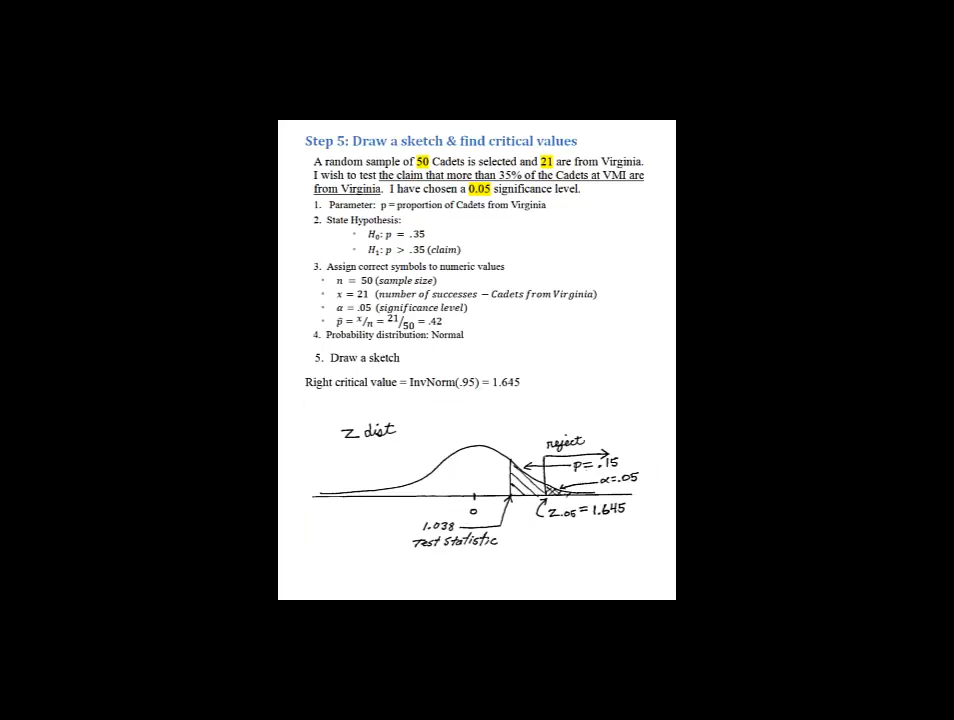 Step 5: Draw a sketch & find critical values
A random sample of 50 Cadets is selected and 21 are from Virginia.
I wish to test the claim that more than 35% of the Cadets at VMI are
from Virginia. I have chosen a 0.05 significance level.
1. Parameter: p = proportion of Cadets from Virginia
2. State Hypothesis:
◦ H₀: p = .35
◦ H₁: p > .35 (claim)
3. Assign correct symbols to numeric values
◦ n = 50 (sample size)
◦ x = 21 (number of successes − Cadets from Virginia)
◦ α = .05 (significance level)
◦ p̂ = x/n = 21/50 = .42
4. Probability distribution: Normal
5. Draw a sketch
Right critical value = InvNorm(.95) = 1.645
Z dist
reject
p = .15
α = .05
0
Z.05 = 1.645
1.038
Test Statistic